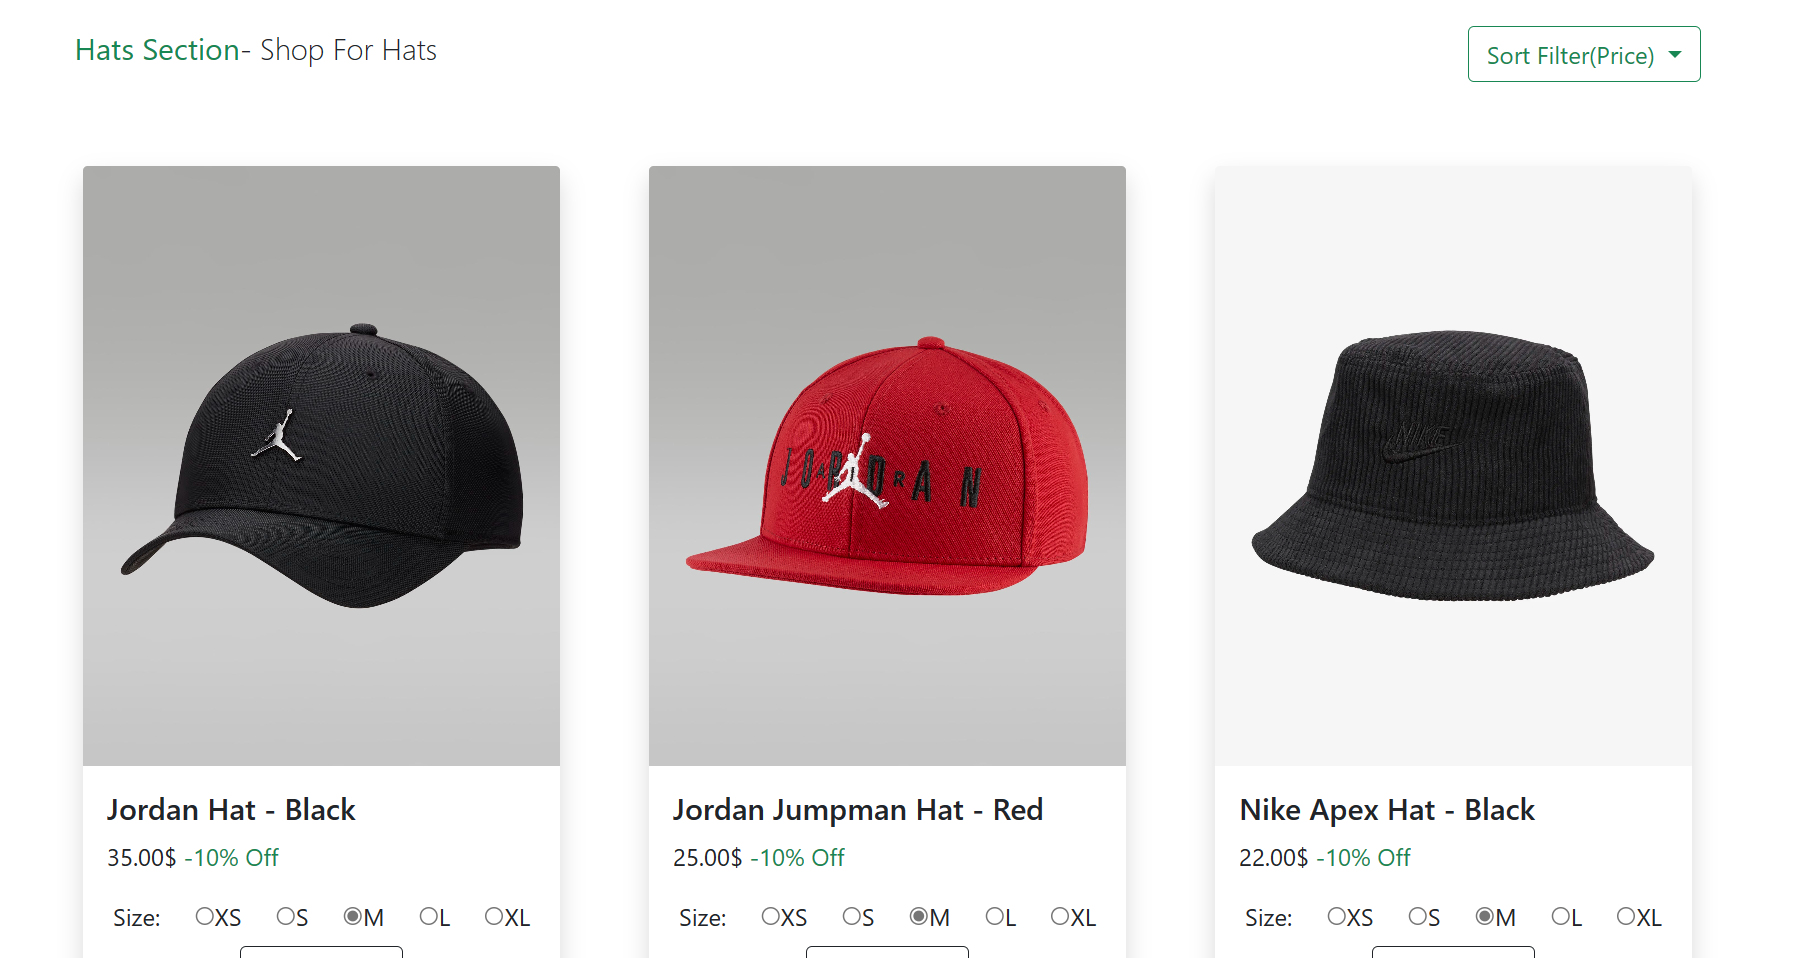 Hats Section- Shop For Hats
Sort Filter(Price)
JORDAN
NIKE
Jordan Hat - Black
35.00$ -10% Off
Size: XS S M L XL
Jordan Jumpman Hat - Red
25.00$ -10% Off
Size: XS S M L XL
Nike Apex Hat - Black
22.00$ -10% Off
Size: XS S M L XL